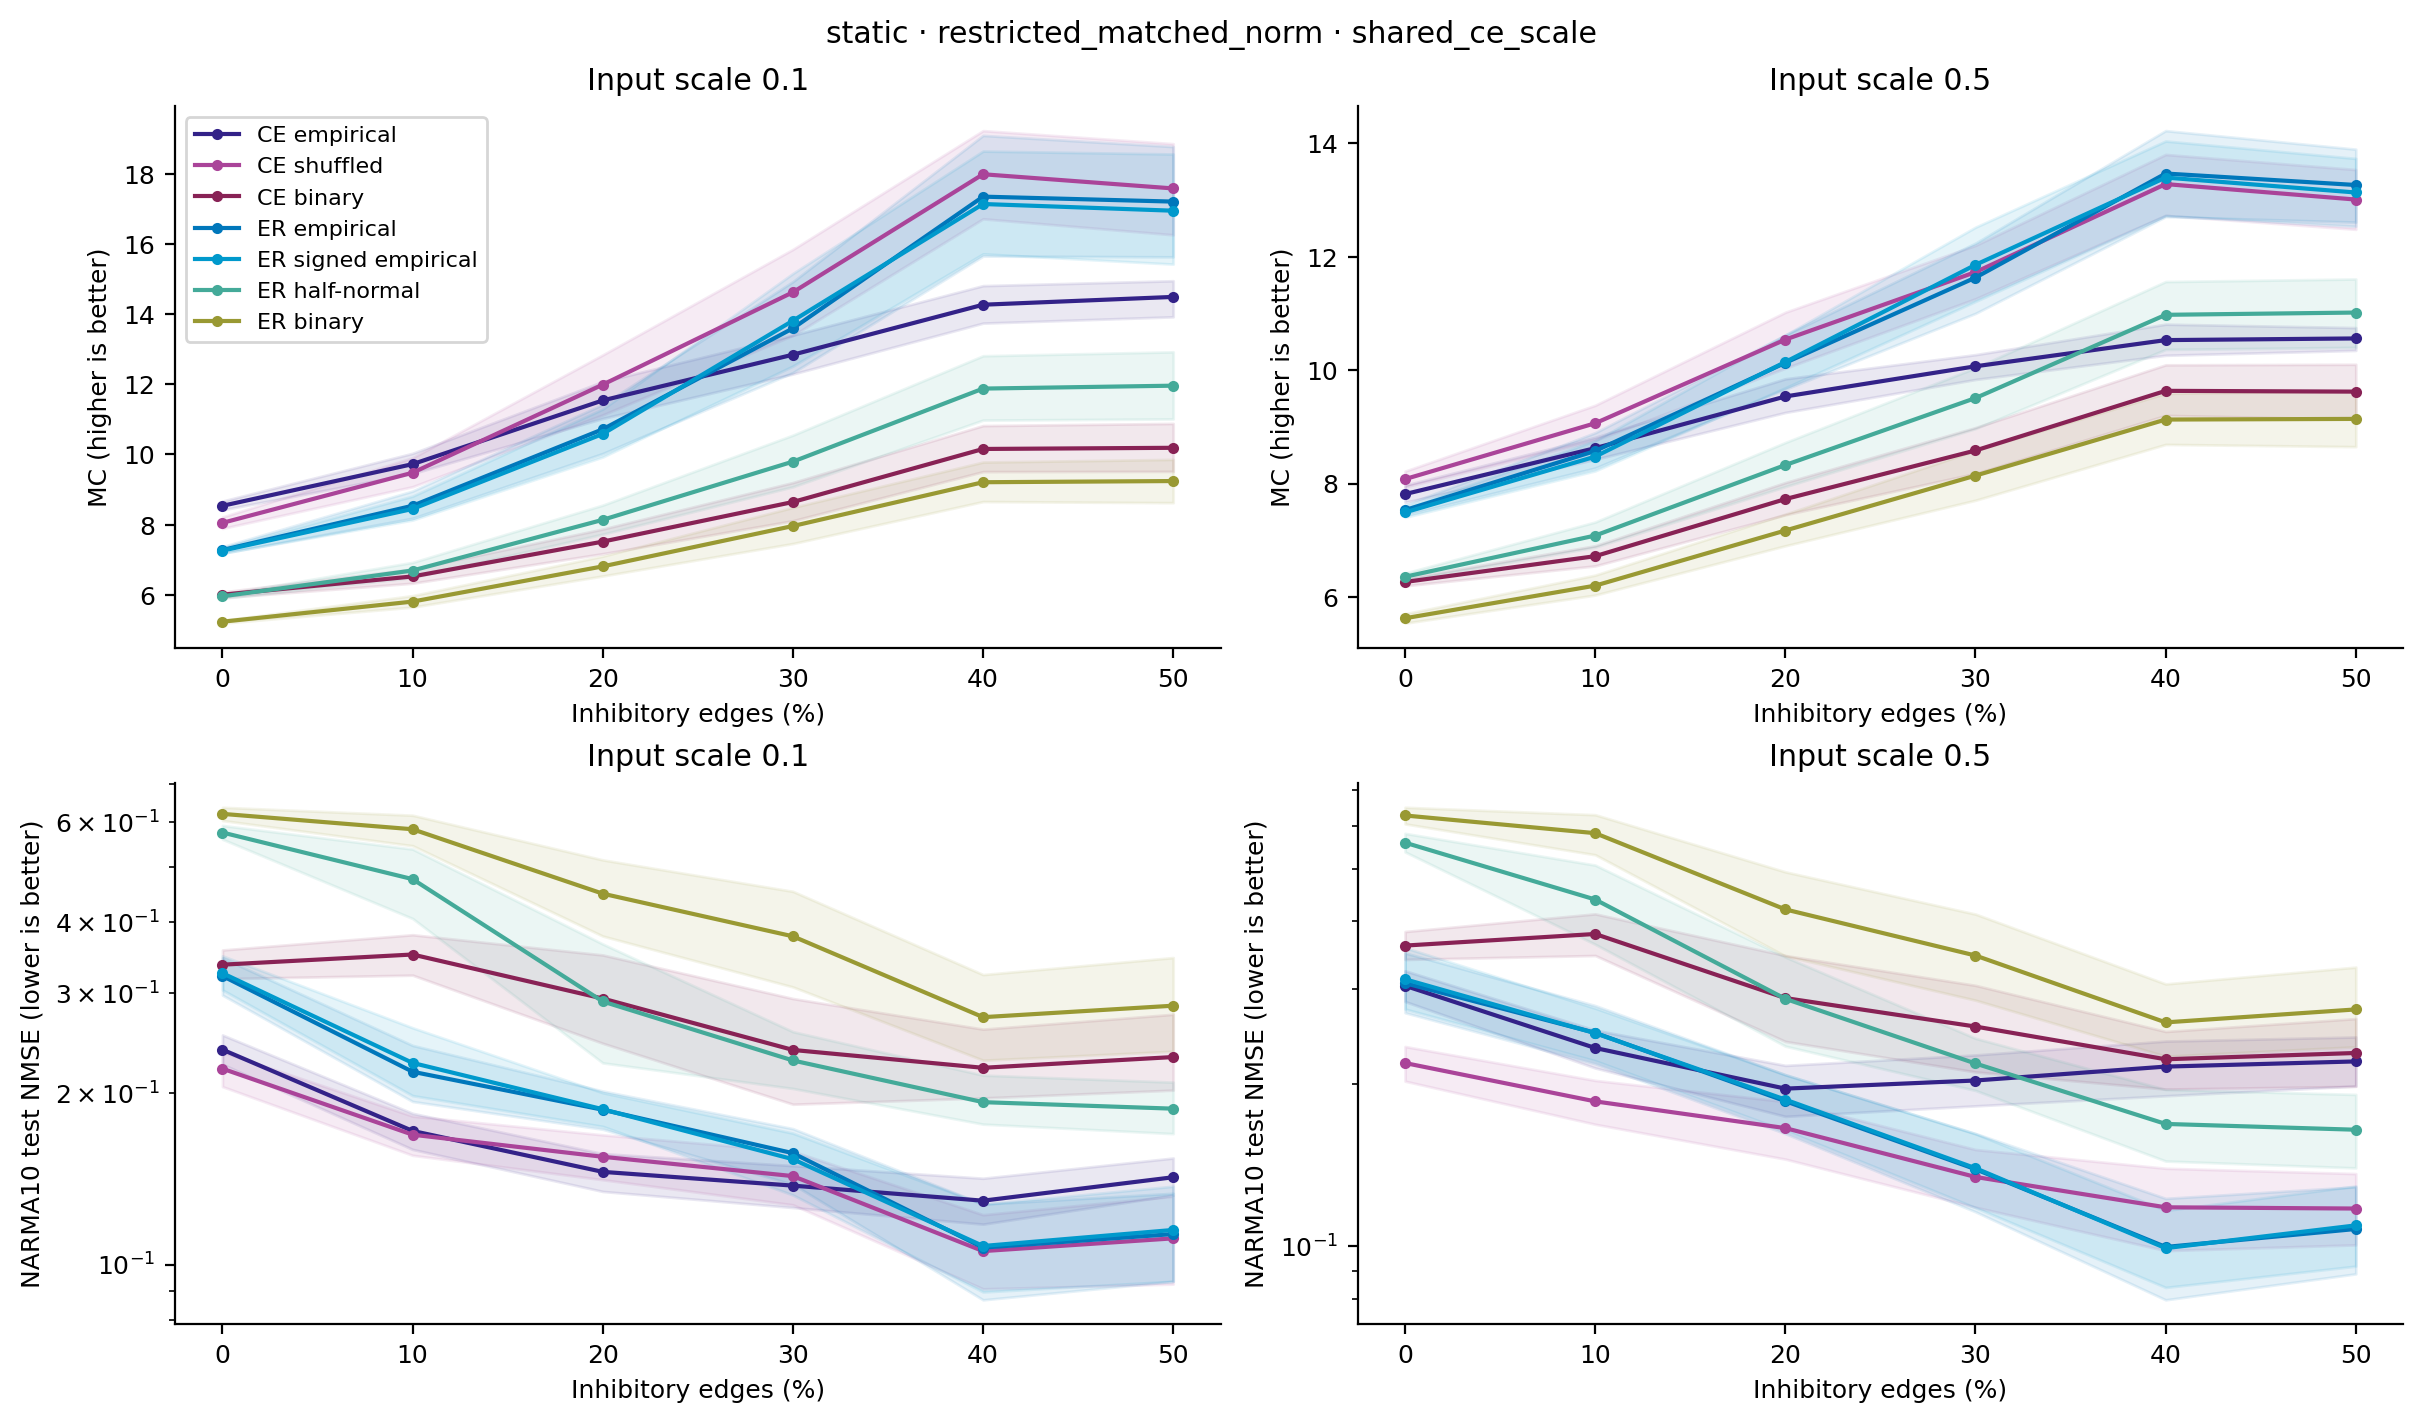 static · restricted_matched_norm · shared_ce_scale
Input scale 0.1
MC (higher is better)
18
16
14
12
10
8
6
CE empirical
CE shuffled
CE binary
ER empirical
ER signed empirical
ER half-normal
ER binary
0 10 20 30 40 50
Inhibitory edges (%)
Input scale 0.5
MC (higher is better)
14
12
10
8
6
0 10 20 30 40 50
Inhibitory edges (%)
Input scale 0.1
NARMA10 test NMSE (lower is better)
6 × 10⁻¹
4 × 10⁻¹
3 × 10⁻¹
2 × 10⁻¹
10⁻¹
0 10 20 30 40 50
Inhibitory edges (%)
Input scale 0.5
NARMA10 test NMSE (lower is better)
10⁻¹
0 10 20 30 40 50
Inhibitory edges (%)